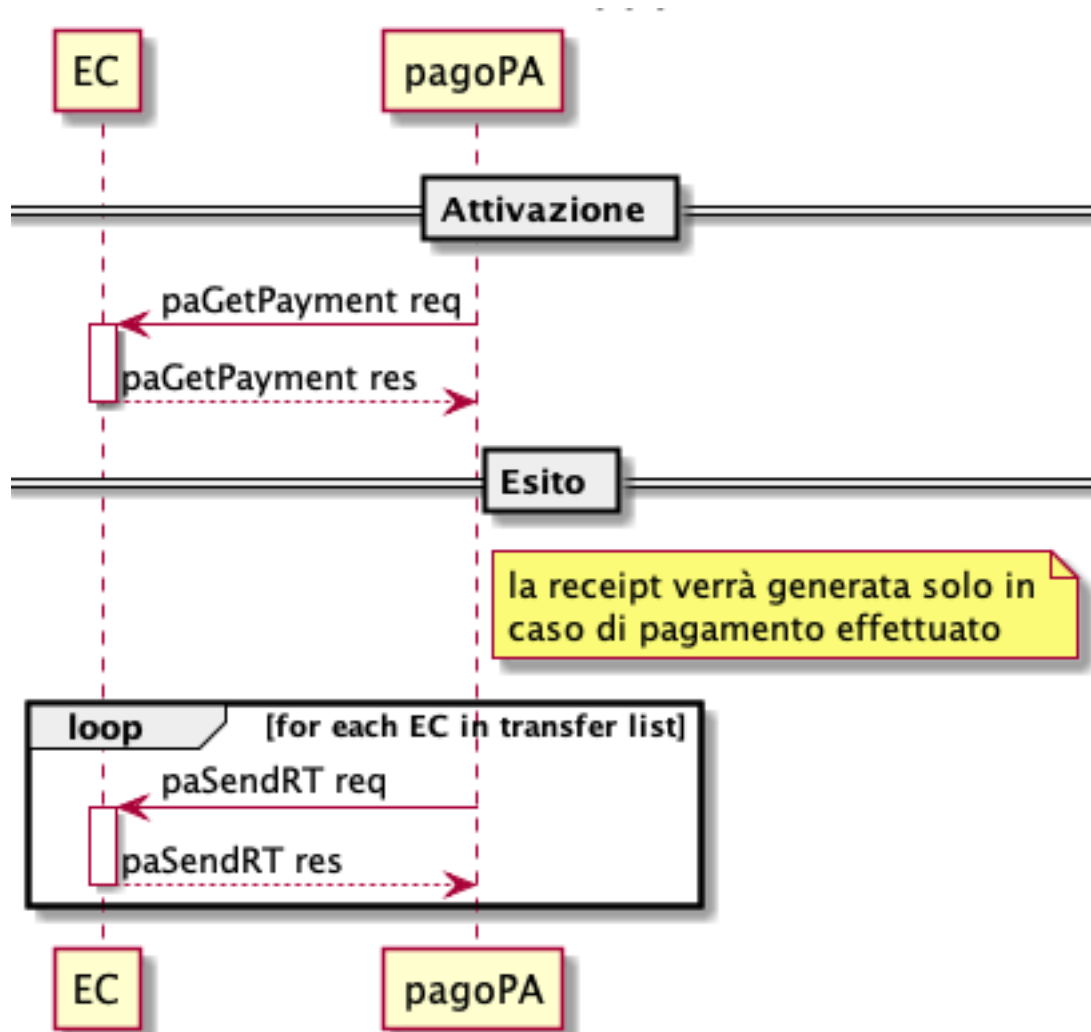 EC
pagoPA
Attivazione
paGetPayment req
paGetPayment res
Esito
la receipt verrà generata solo in
caso di pagamento effettuato
loop
[for each EC in transfer list]
paSendRT req
paSendRT res
EC
pagoPA